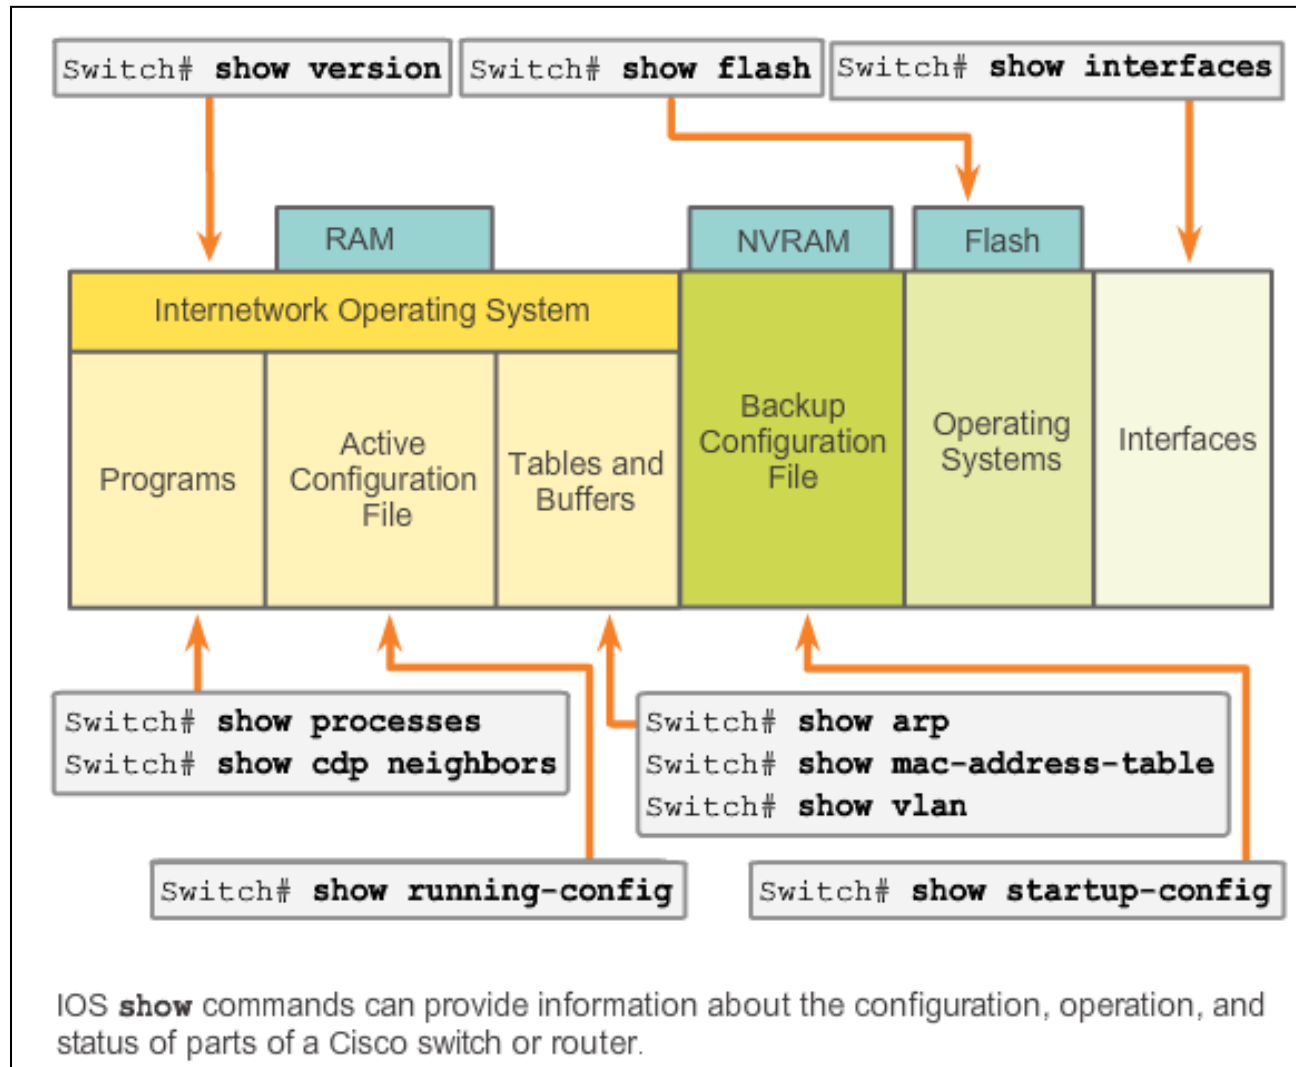 Switch# show version
Switch# show flash
Switch# show interfaces
RAM
NVRAM
Flash
Internetwork Operating System
Programs
Active
Configuration
File
Tables and
Buffers
Backup
Configuration
File
Operating
Systems
Interfaces
Switch# show processes
Switch# show cdp neighbors
Switch# show arp
Switch# show mac-address-table
Switch# show vlan
Switch# show running-config
Switch# show startup-config
IOS show commands can provide information about the configuration, operation, and
status of parts of a Cisco switch or router.